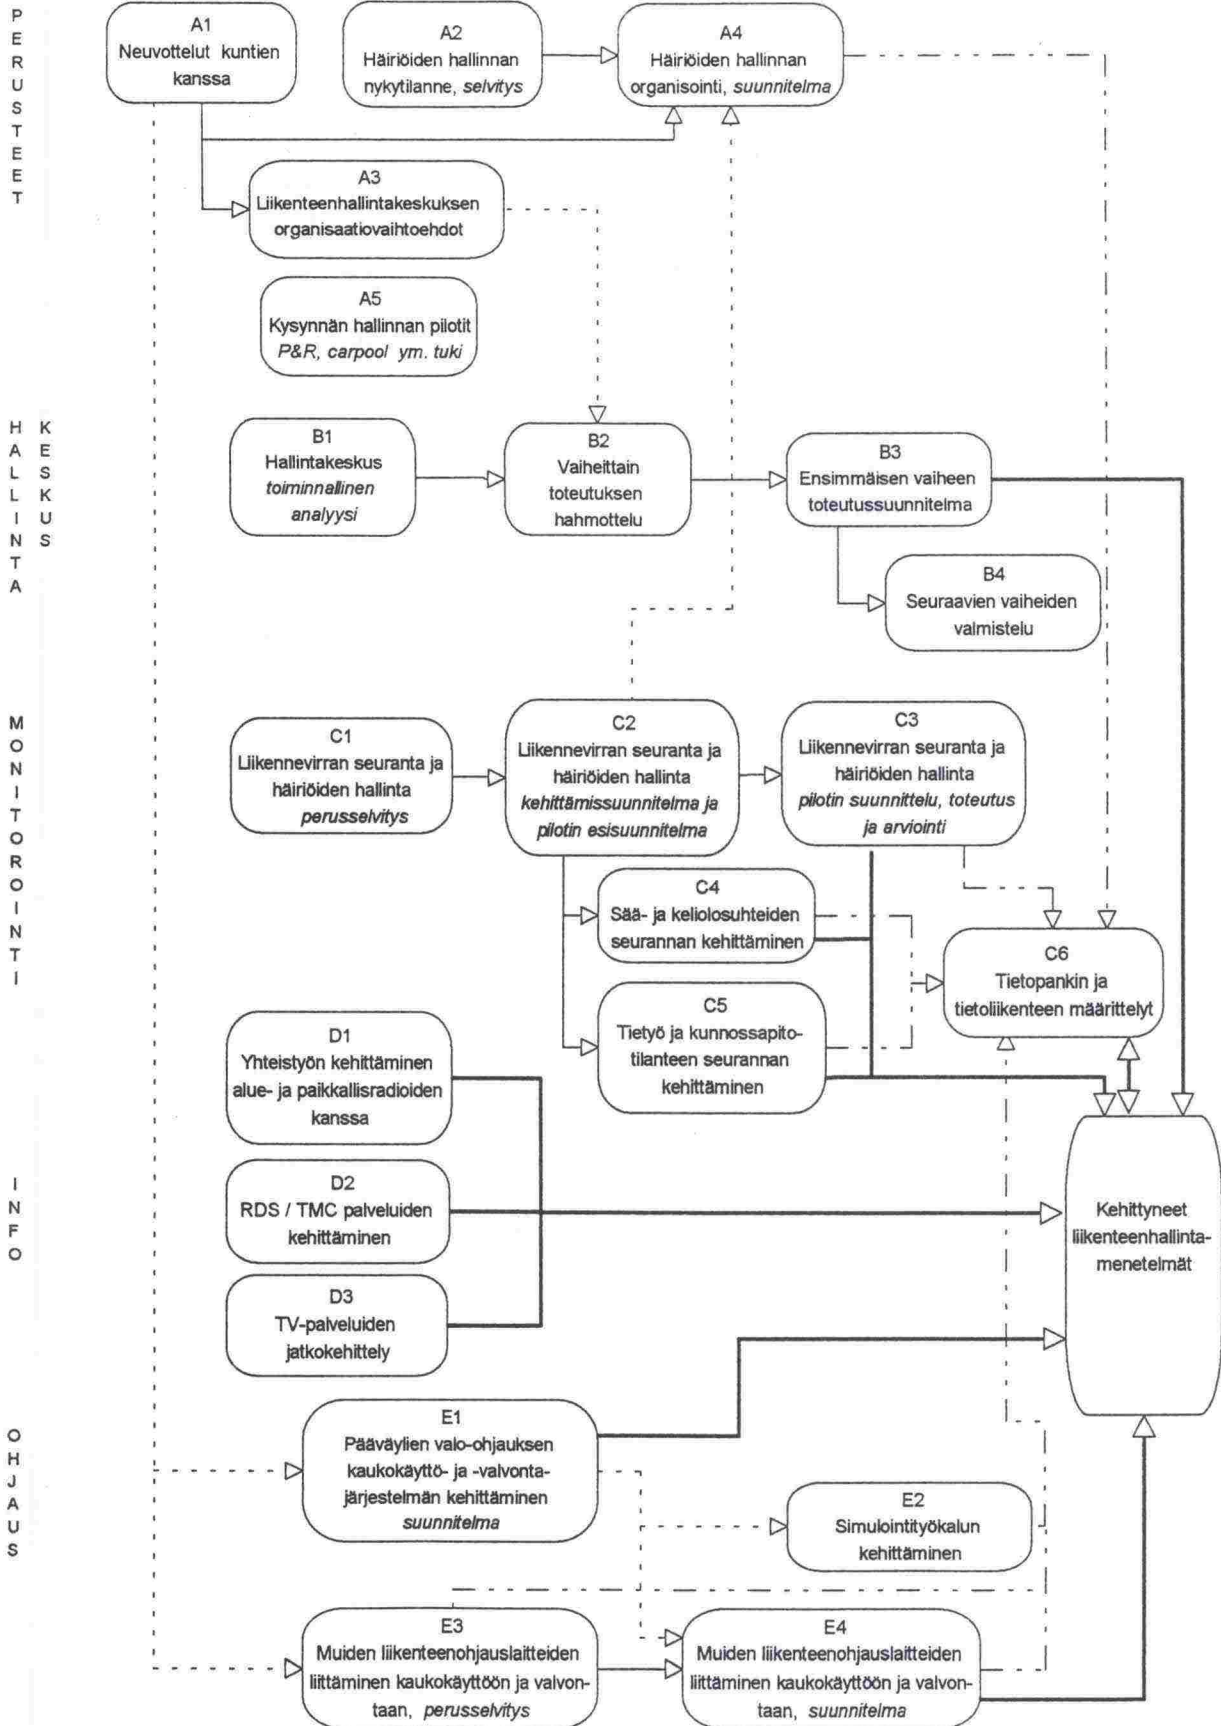 PERUSTEET
A1
Neuvottelut kuntien
kanssa
A2
Häiriöiden hallinnan
nykytilanne, selvitys
A4
Häiriöiden hallinnan
organisointi, suunnitelma
A3
Liikenteenhallintakeskuksen
organisaatiovaihtoehdot
A5
Kysynnän hallinnan pilotit
P&R, carpool ym. tuki
HALLINTA
KESKUS
B1
Hallintakeskus
toiminnallinen
analyysi
B2
Vaiheittain
toteutuksen
hahmottelu
B3
Ensimmäisen vaiheen
toteutussuunnitelma
B4
Seuraavien vaiheiden
valmistelu
MONITOROINTI
C1
Liikennevirran seuranta ja
häiriöiden hallinta
perusselvitys
C2
Liikennevirran seuranta ja
häiriöiden hallinta
kehittämissuunnitelma ja
pilotin esisuunnitelma
C3
Liikennevirran seuranta ja
häiriöiden hallinta
pilotin suunnittelu, toteutus
ja arviointi
C4
Sää- ja keliolosuhteiden
seurannan kehittäminen
C5
Tietyö ja kunnossapito-
tilanteen seurannan
kehittäminen
C6
Tietopankin ja
tietoliikenteen määrittelyt
INFO
D1
Yhteistyön kehittäminen
alue- ja paikkallisradioiden
kanssa
D2
RDS / TMC palveluiden
kehittäminen
D3
TV-palveluiden
jatkokehittely
Kehittyneet
liikenteenhallinta-
menetelmät
OHJAUS
E1
Pääväylien valo-ohjauksen
kaukokäyttö- ja -valvonta-
järjestelmän kehittäminen
suunnitelma
E2
Simulointityökalun
kehittäminen
E3
Muiden liikenteenohjauslaitteiden
liittäminen kaukokäyttöön ja valvon-
taan, perusselvitys
E4
Muiden liikenteenohjauslaitteiden
liittäminen kaukokäyttöön ja valvon-
taan, suunnitelma